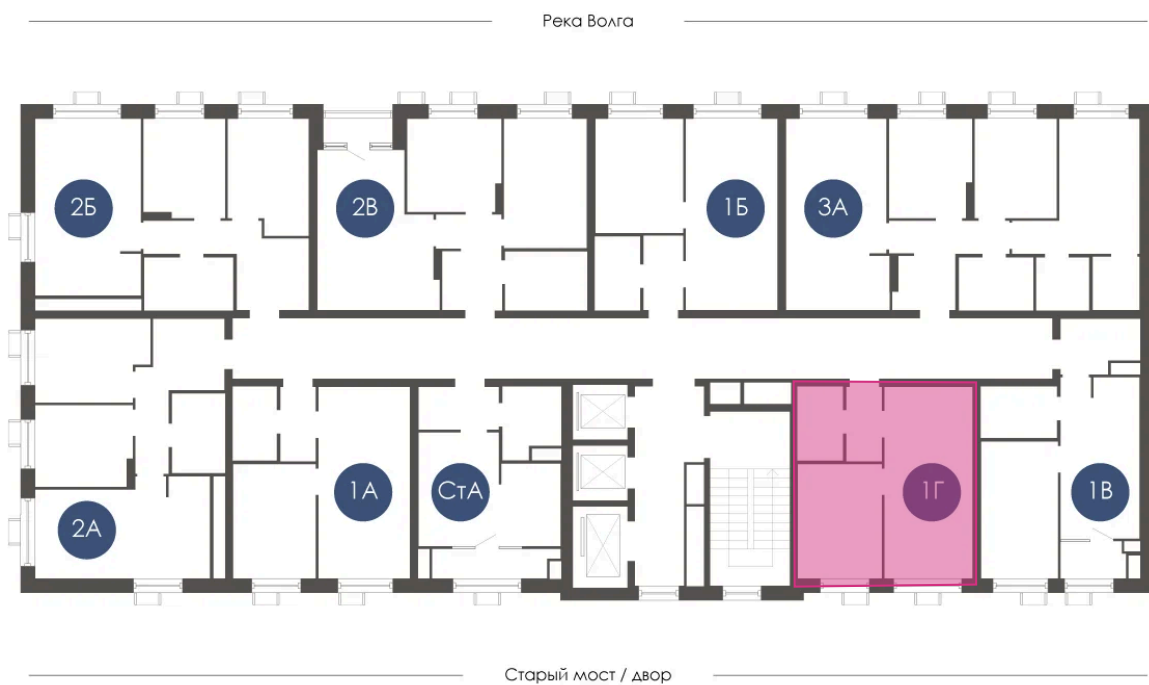 Река Волга
2Б
2В
1Б
3А
2А
1А
СтА
1Г
1В
Старый мост / двор